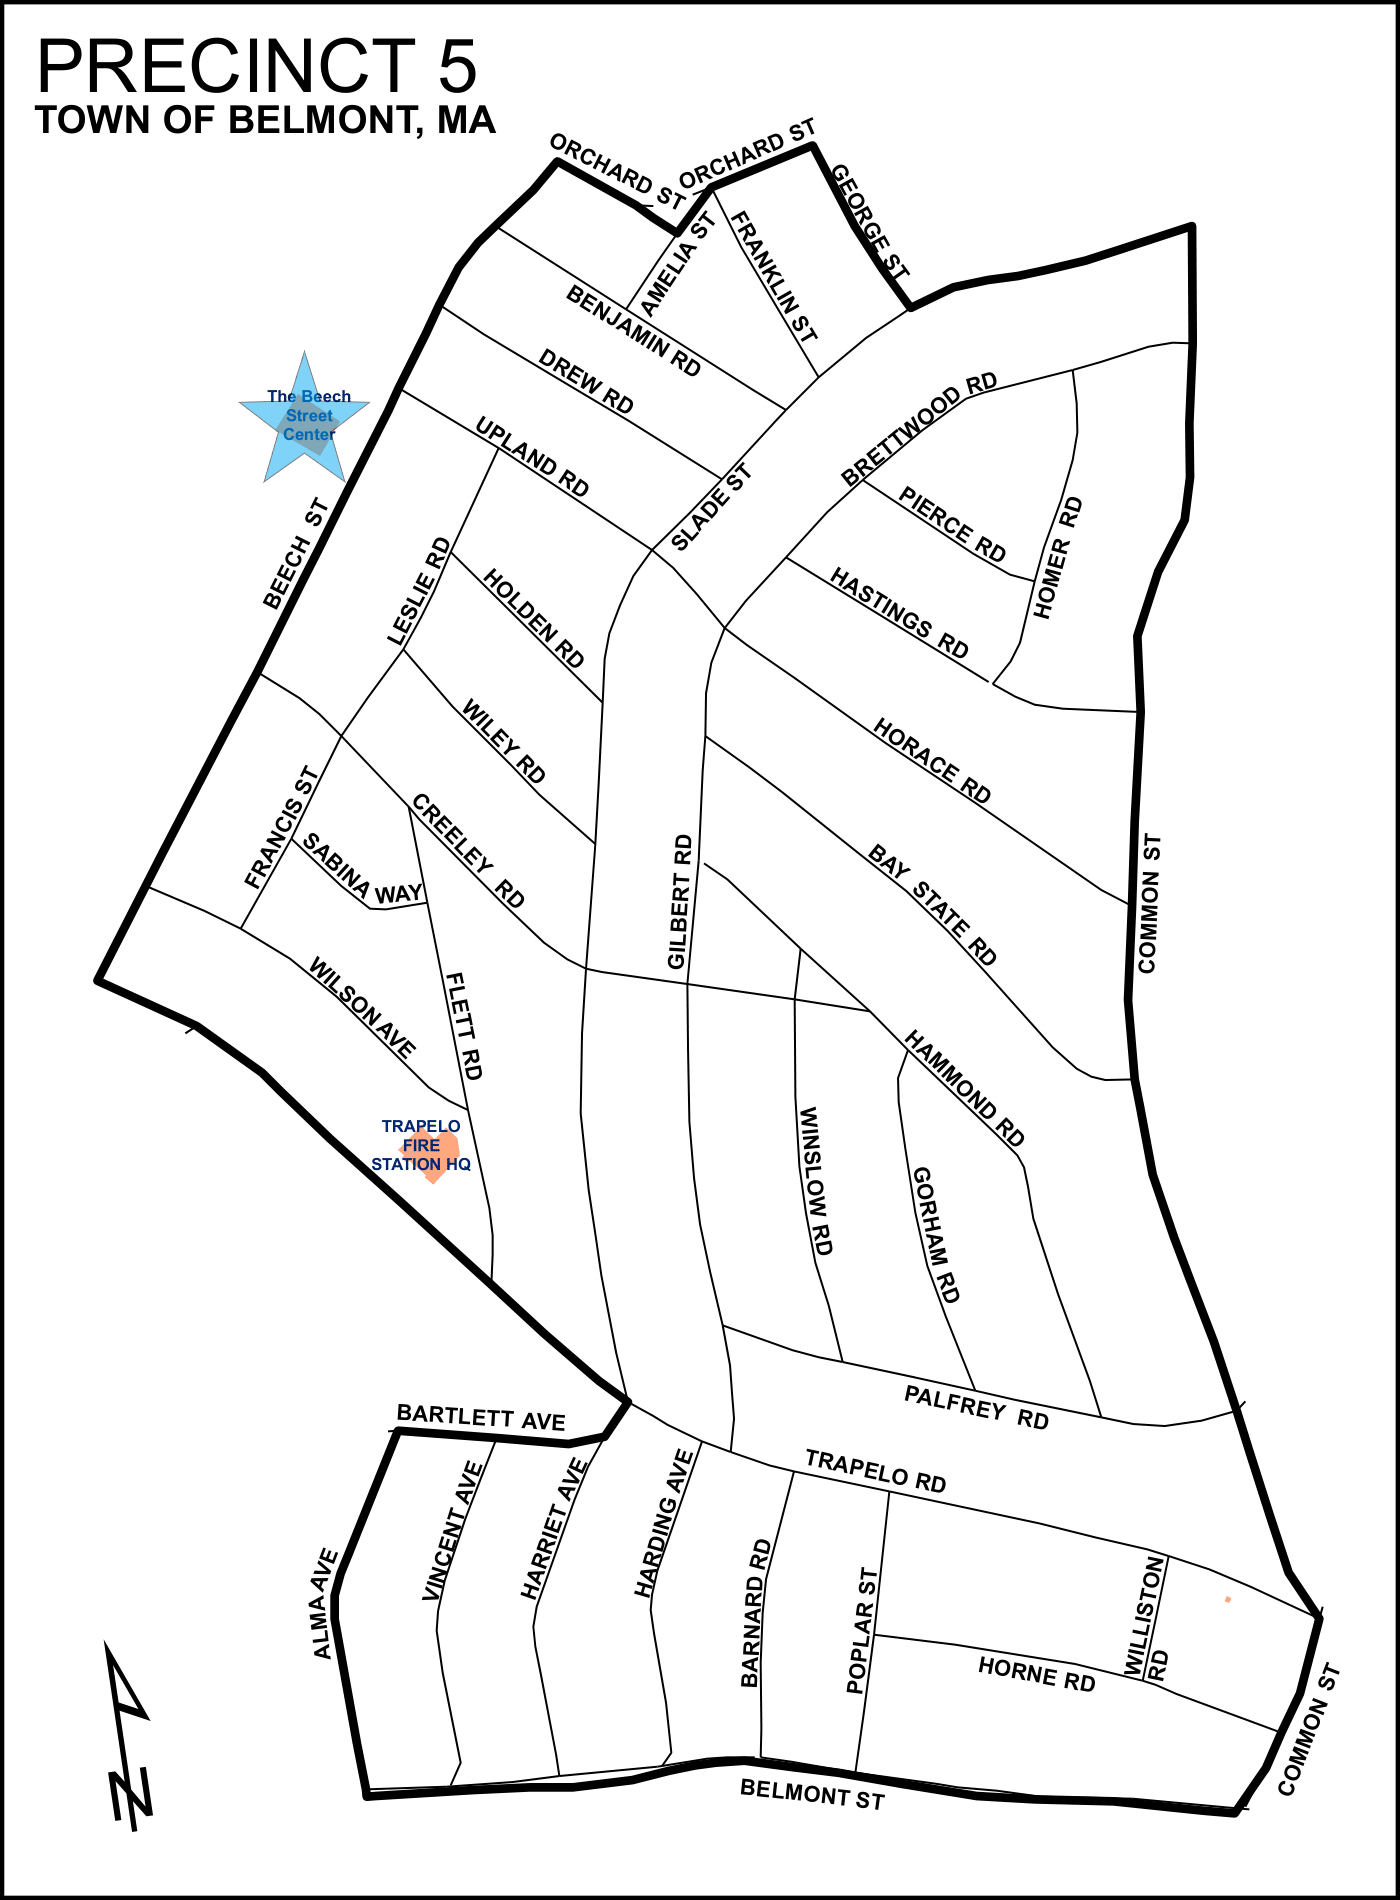 PRECINCT 5
TOWN OF BELMONT, MA
ORCHARD ST
ORCHARD ST
GEORGE ST
AMELIA ST
FRANKLIN ST
BENJAMIN RD
DREW RD
UPLAND RD
The Beech
Street
Center
BEECH ST
SLADE ST
BRETTWOOD RD
PIERCE RD
HOMER RD
HASTINGS RD
LESLIE RD
HOLDEN RD
WILEY RD
HORACE RD
FRANCIS ST
SABINA WAY
CREELEY RD
GILBERT RD
BAY STATE RD
COMMON ST
WILSON AVE
FLETT RD
HAMMOND RD
TRAPELO
FIRE
STATION HQ
WINSLOW RD
GORHAM RD
PALFREY RD
BARTLETT AVE
TRAPELO RD
VINCENT AVE
HARRIET AVE
HARDING AVE
BARNARD RD
POPLAR ST
WILLISTON
RD
ALMA AVE
HORNE RD
COMMON ST
BELMONT ST
N